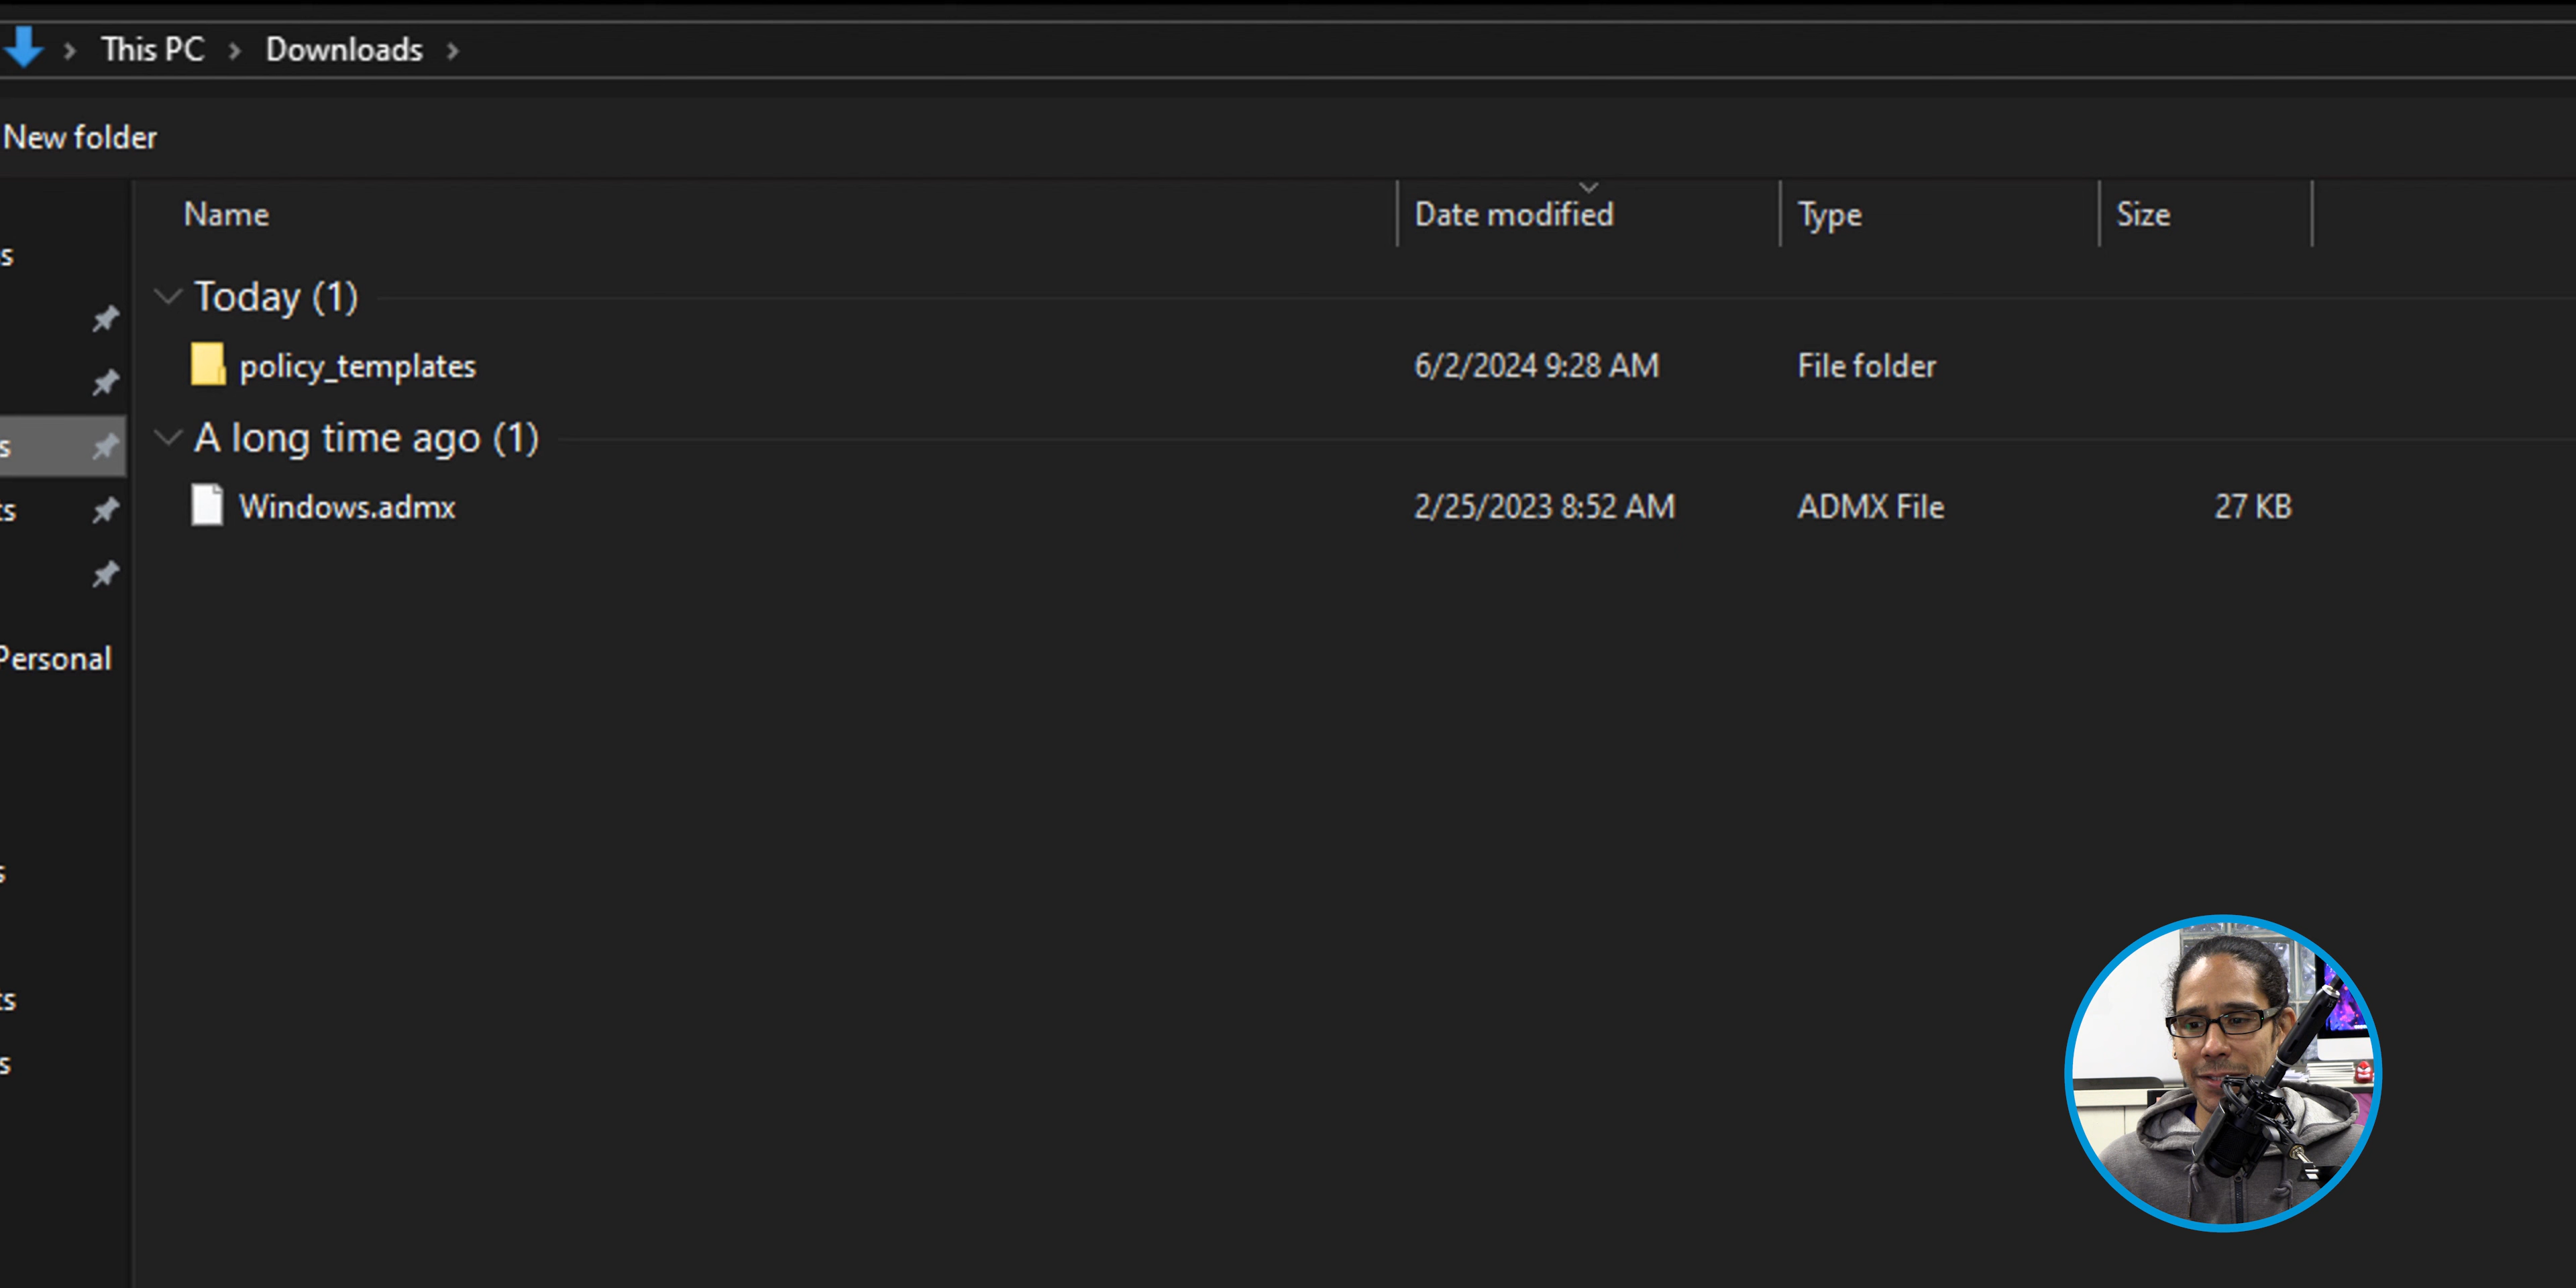 This PC > Downloads >
New folder
Name Date modified Type Size
Today (1)
policy_templates 6/2/2024 9:28 AM File folder
A long time ago (1)
Windows.admx 2/25/2023 8:52 AM ADMX File 27 KB
Personal